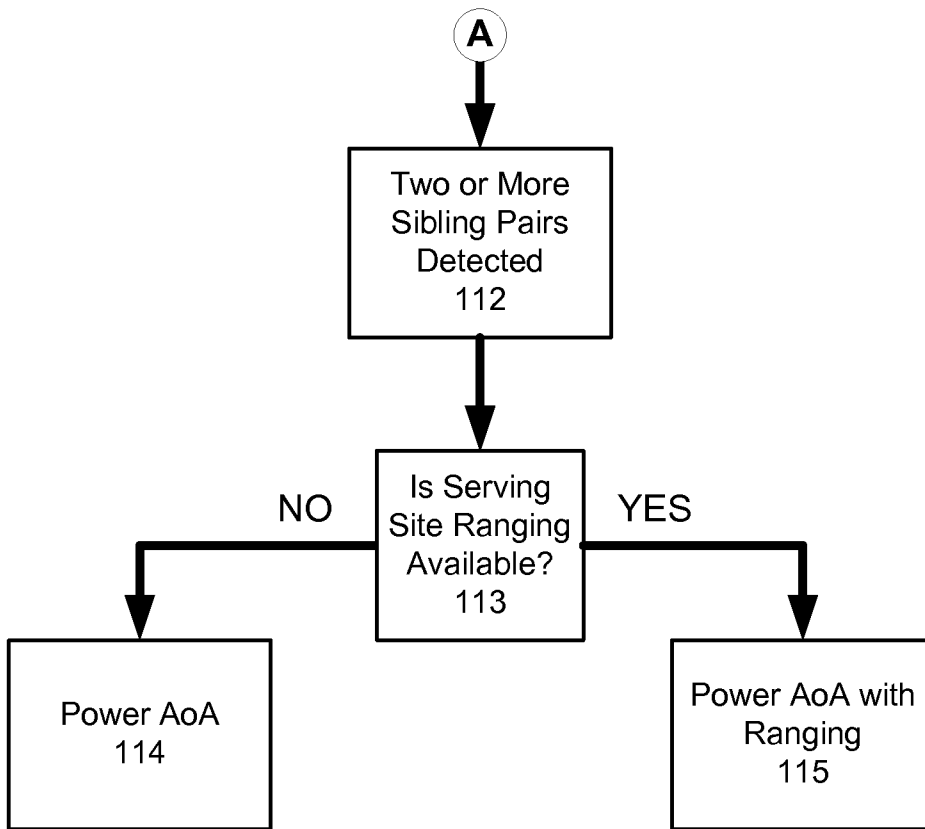 A
Two or More
Sibling Pairs
Detected
112
Is Serving
Site Ranging
Available?
113
NO
YES
Power AoA
114
Power AoA with
Ranging
115